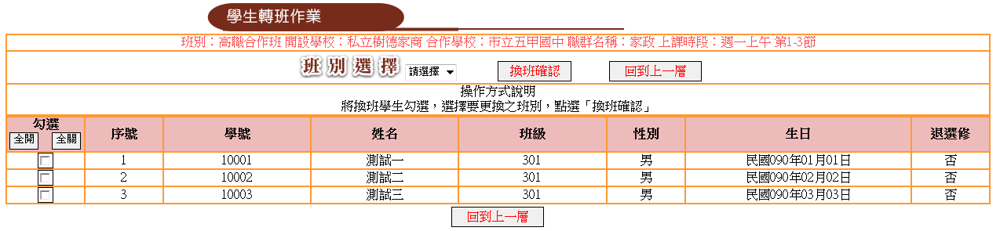 學生轉班作業
班別：高職合作班 開設學校：私立樹德家商 合作學校：市立五甲國中 職群名稱：家政 上課時段：週一上午 第1-3節
班別選擇 請選擇 換班確認 回到上一層
操作方式說明
將換班學生勾選，選擇要更換之班別，點選「換班確認」
勾選 全開 全關 序號 學號 姓名 班級 性別 生日 退選修
1 10001 測試一 301 男 民國090年01月01日 否
2 10002 測試二 301 男 民國090年02月02日 否
3 10003 測試三 301 男 民國090年03月03日 否
回到上一層